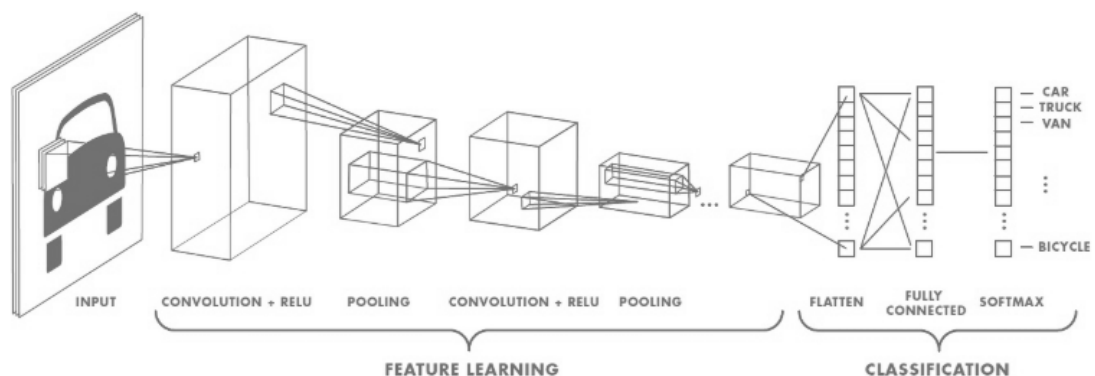 CAR
TRUCK
VAN
BICYCLE
INPUT
CONVOLUTION + RELU
POOLING
CONVOLUTION + RELU
POOLING
FLATTEN
FULLY
CONNECTED
SOFTMAX
FEATURE LEARNING
CLASSIFICATION